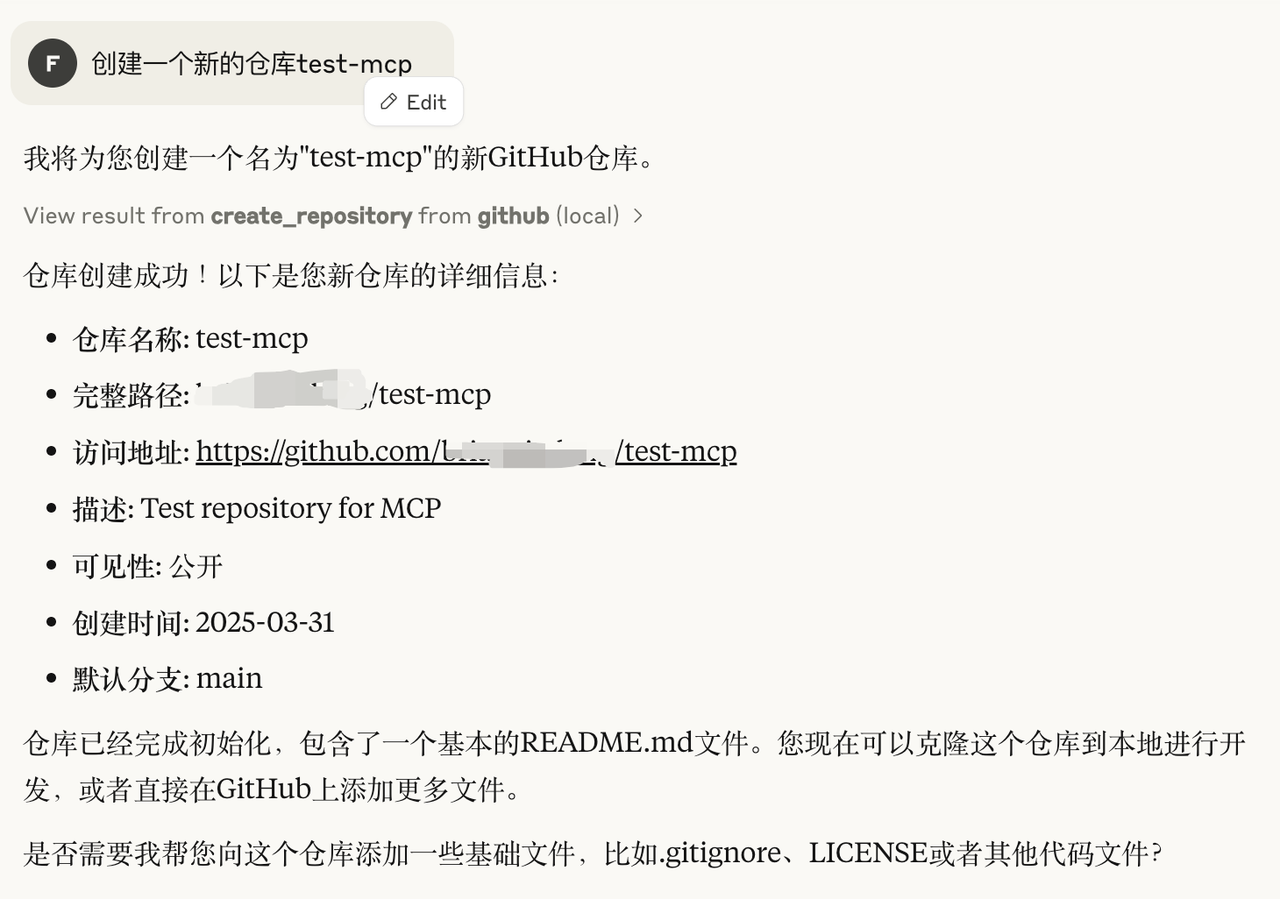 F 创建一个新的仓库test-mcp
Edit
我将为您创建一个名为"test-mcp"的新GitHub仓库。
View result from create_repository from github (local)
仓库创建成功！以下是您新仓库的详细信息：
仓库名称: test-mcp
完整路径: /test-mcp
访问地址: https://github.com/ /test-mcp
描述: Test repository for MCP
可见性: 公开
创建时间: 2025-03-31
默认分支: main
仓库已经完成初始化，包含了一个基本的README.md文件。您现在可以克隆这个仓库到本地进行开
发，或者直接在GitHub上添加更多文件。
是否需要我帮您向这个仓库添加一些基础文件，比如.gitignore、LICENSE或者其他代码文件？